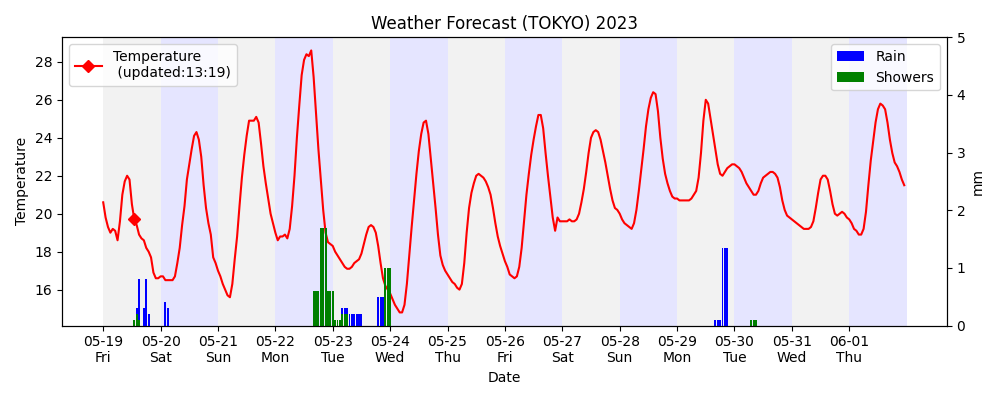 Weather Forecast (TOKYO) 2023
Temperature
(updated:13:19)
Rain
Showers
28
26
24
22
20
18
16
Temperature
5
4
3
2
1
0
mm
05-19 05-20 05-21 05-22 05-23 05-24 05-25 05-26 05-27 05-28 05-29 05-30 05-31 06-01
Fri Sat Sun Mon Tue Wed Thu Fri Sat Sun Mon Tue Wed Thu
Date